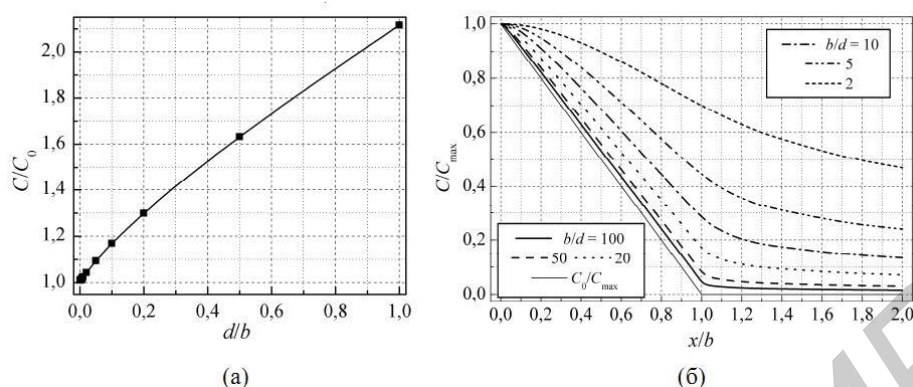 2,0
1,8
1,6
1,4
1,2
1,0
C/C0
0,0 0,2 0,4 0,6 0,8 1,0
d/b
(а)
1,0
0,8
0,6
0,4
0,2
0,0
C/Cmax
b/d = 10
5
2
b/d = 100
50 20
C0/Cmax
0,0 0,2 0,4 0,6 0,8 1,0 1,2 1,4 1,6 1,8 2,0
x/b
(б)